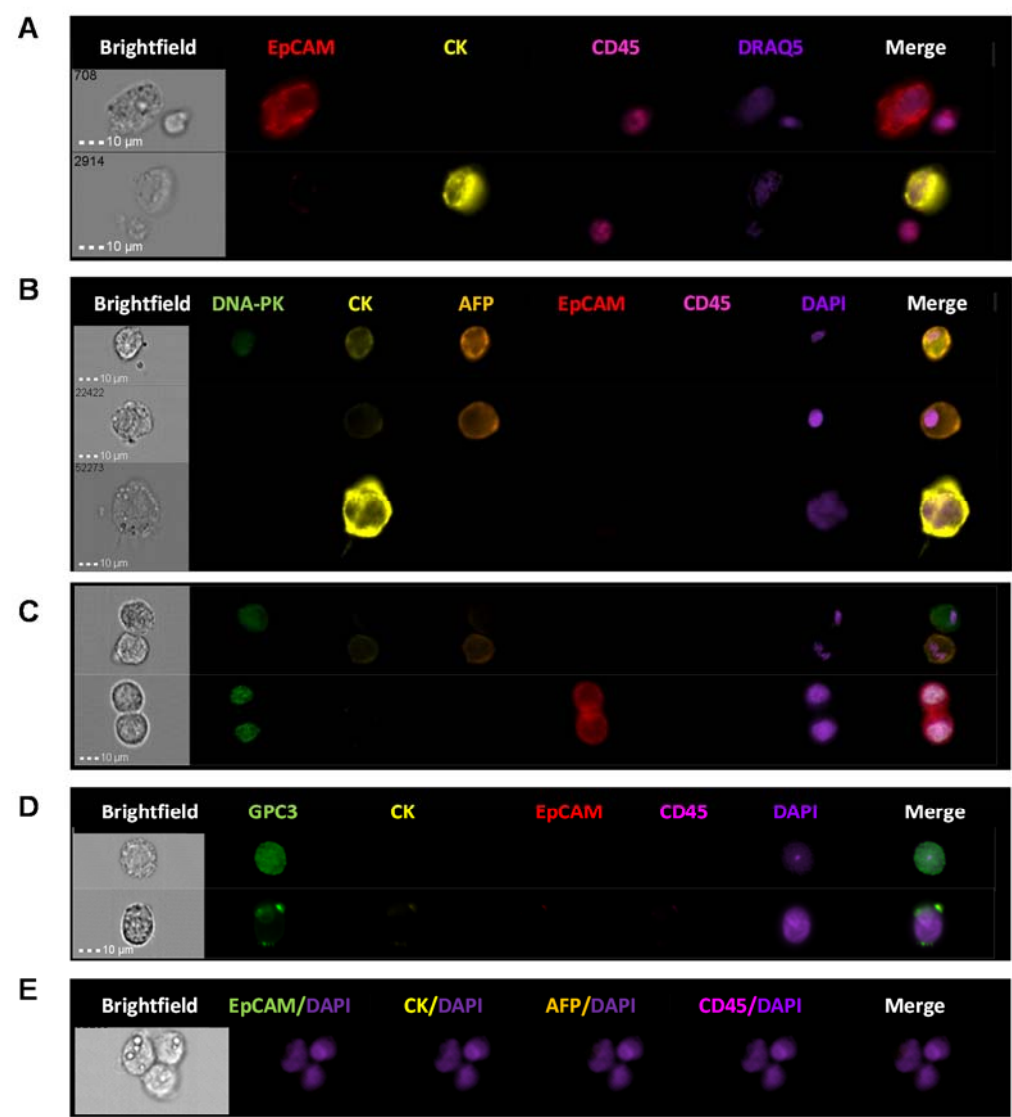 A
Brightfield EpCAM CK CD45 DRAQ5 Merge
708
10 µm
2914
10 µm
B
Brightfield DNA-PK CK AFP EpCAM CD45 DAPI Merge
10 µm
22422
10 µm
52273
10 µm
C
10 µm
D
Brightfield GPC3 CK EpCAM CD45 DAPI Merge
10 µm
E
Brightfield EpCAM/DAPI CK/DAPI AFP/DAPI CD45/DAPI Merge